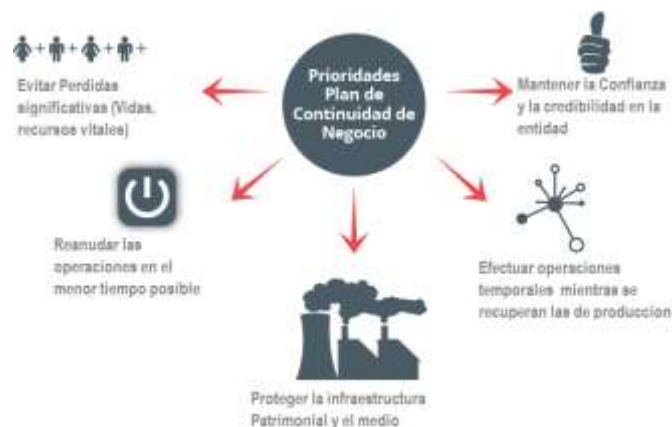 Prioridades
Plan de
Continuidad de
Negocio
Evitar Perdidas
significativas (Vidas,
recursos vitales)
Mantener la Confianza
y la credibilidad en la
entidad
Reanudar las
operaciones en el
menor tiempo posible
Efectuar operaciones
temporales mientras se
recuperan las de produccion
Proteger la infraestructura
Patrimonial y el medio